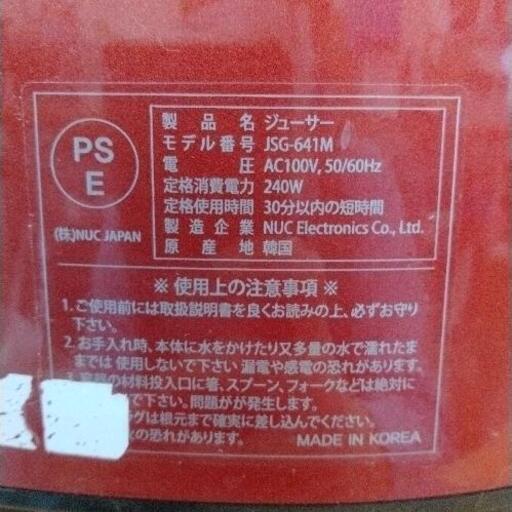 PS
E
(株)NUC JAPAN
製品名 ジューサー
モデル番号 JSG-641M
電圧 AC100V, 50/60Hz
定格消費電力 240W
定格使用時間 30分以内の短時間
製造企業 NUC Electronics Co., Ltd.
原産地 韓国
※ 使用上の注意事項 ※
1. ご使用前には取扱説明書を良くお読みの上、必ずお守り
下さい。
2. お手入れ時、本体に水をかけたり又多量の水で濡れたま
までは 使用しないで下さい 漏電や感電の恐れがあります。
の材料投入口に箸、スプーン、フォークなどは絶対に
で下さい。問題がが発生します。
グは根元まで確実に差し込んでください。
の恐れがあります。
MADE IN KOREA